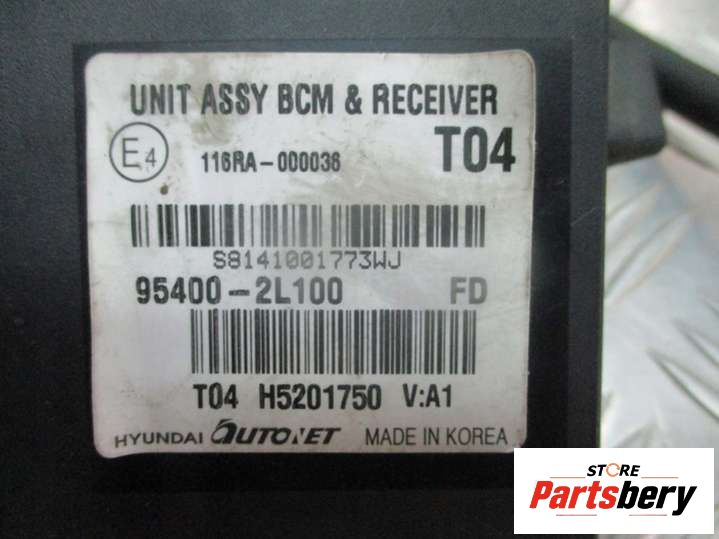 UNIT ASSY BCM & RECEIVER
E4 116RA-000036 T04
S8141001773WJ
95400-2L100 FD
T04 H5201750 V:A1
HYUNDAI AUTONET MADE IN KOREA
STORE
Partsbery